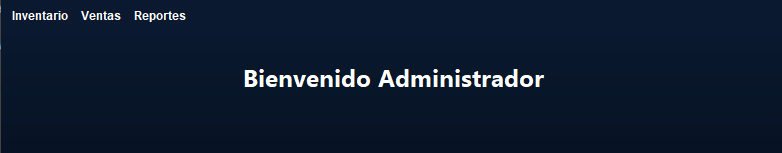 Inventario Ventas Reportes
Bienvenido Administrador